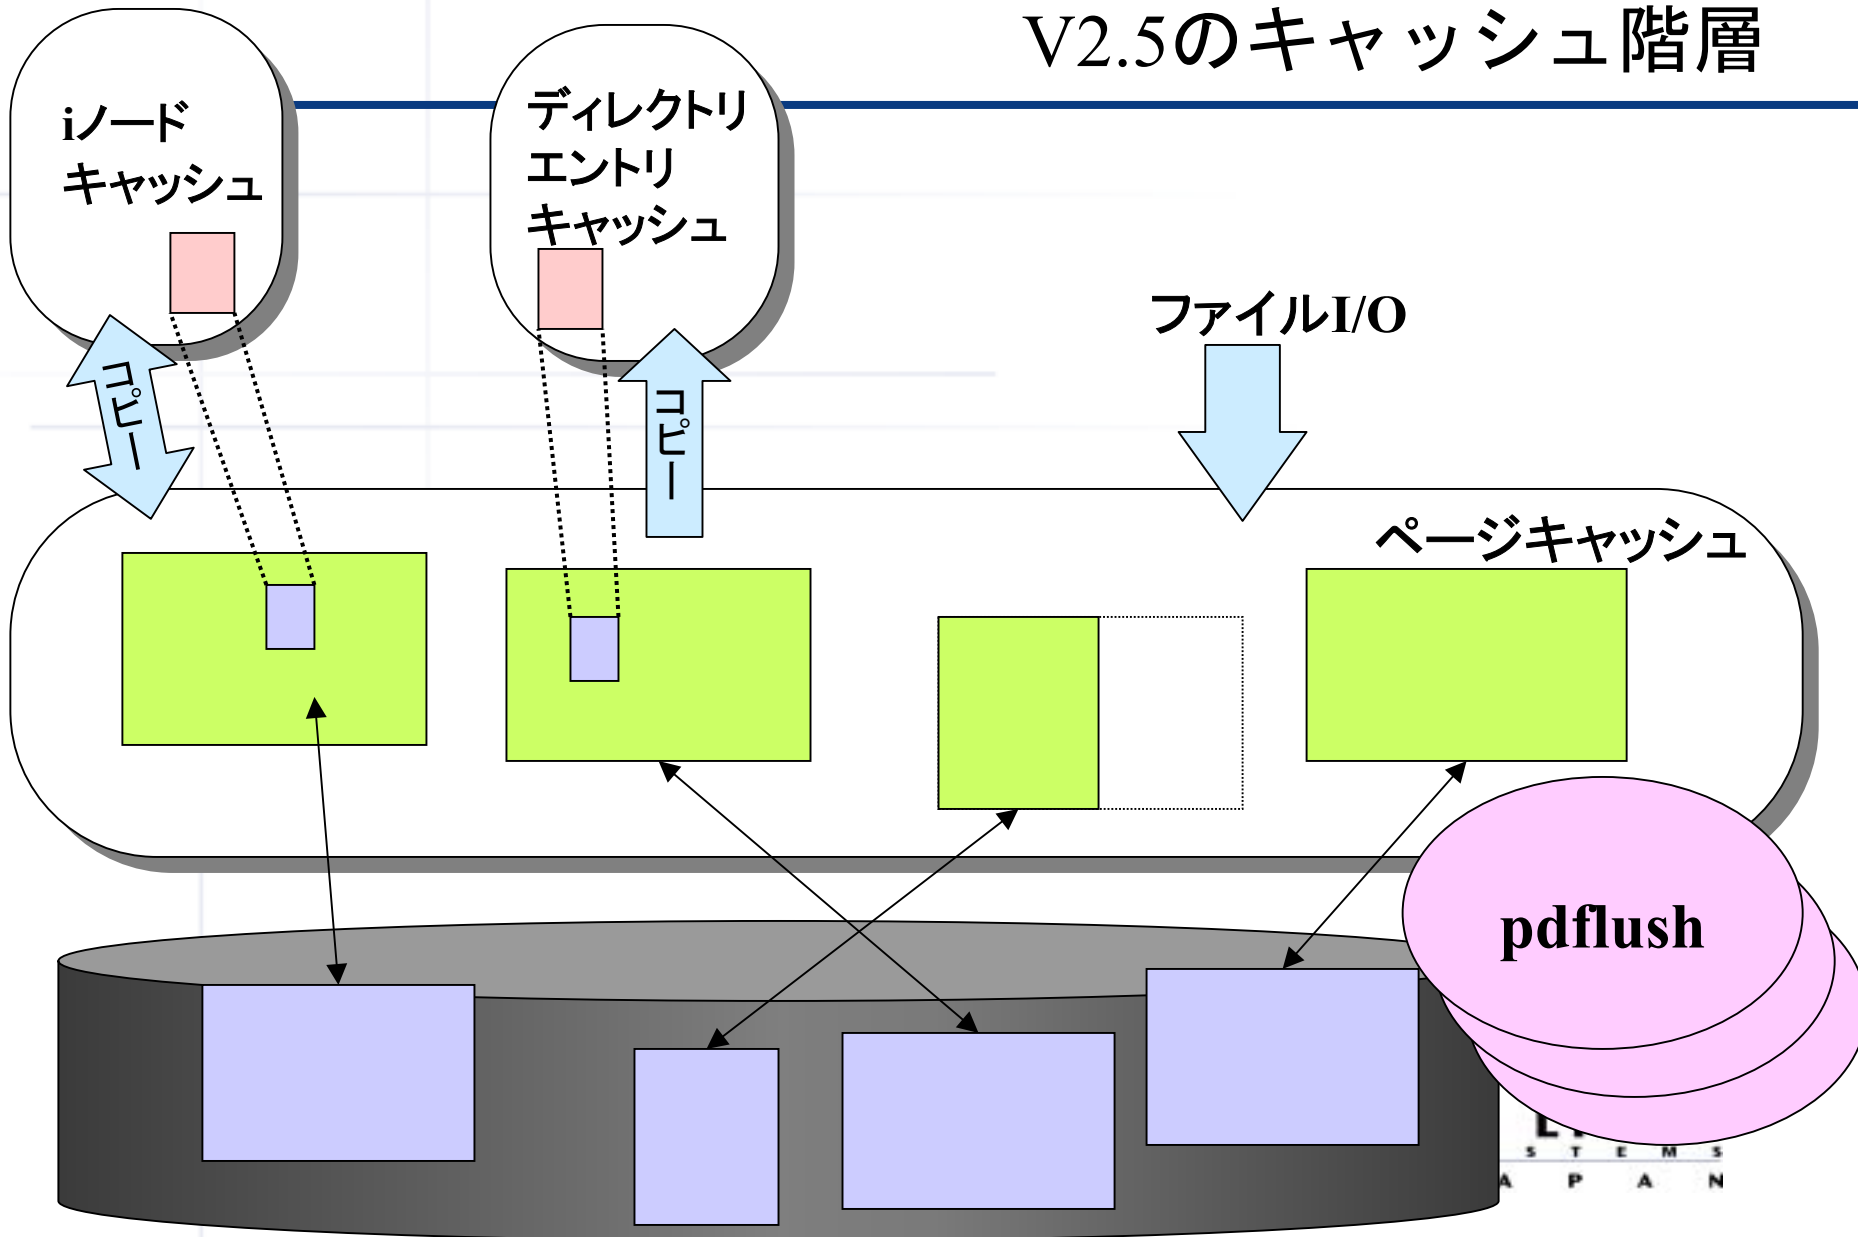 V2.5のキャッシュ階層
iノード
キャッシュ
ディレクトリ
エントリ
キャッシュ
ファイルI/O
コピー
コピー
ページキャッシュ
pdflush
S T E M S
A P A N